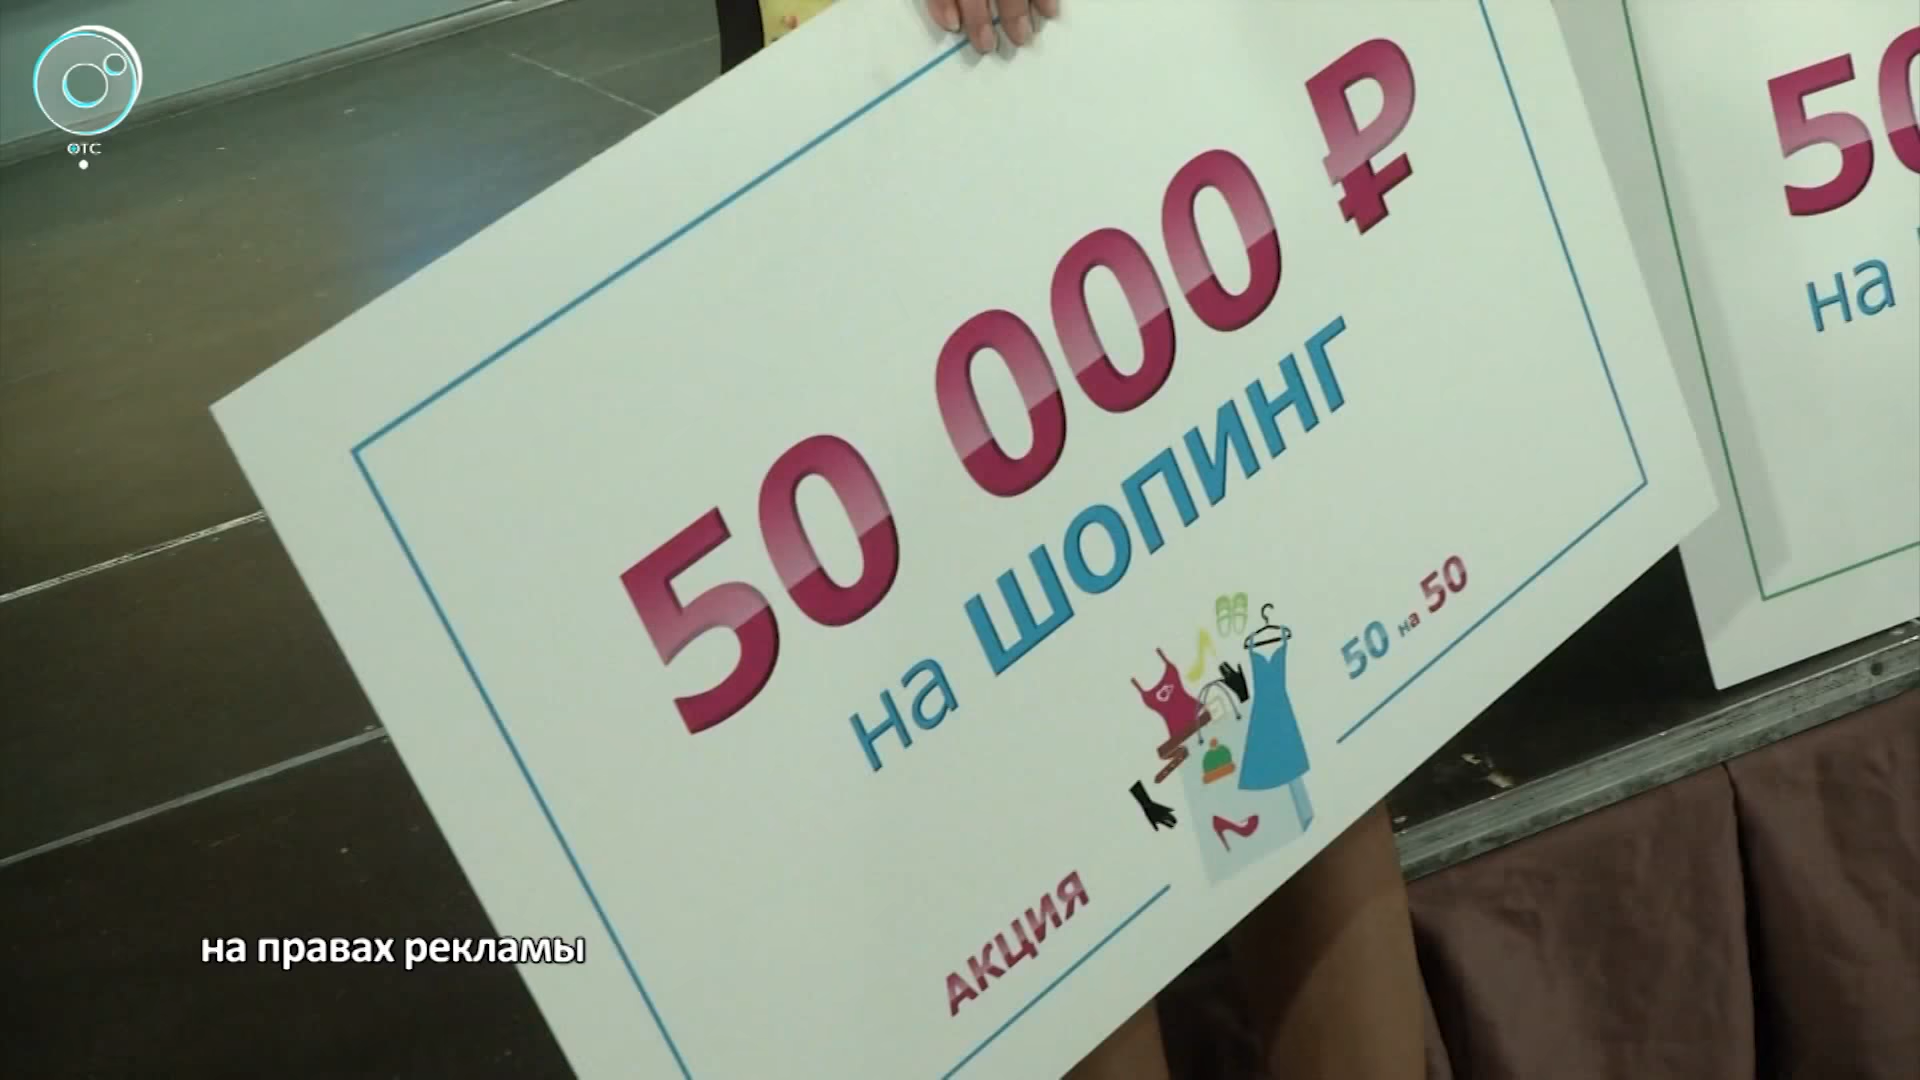 ОТС
50 000 ₽
на шопинг
50 на 50
АКЦИЯ
50
на
на правах рекламы